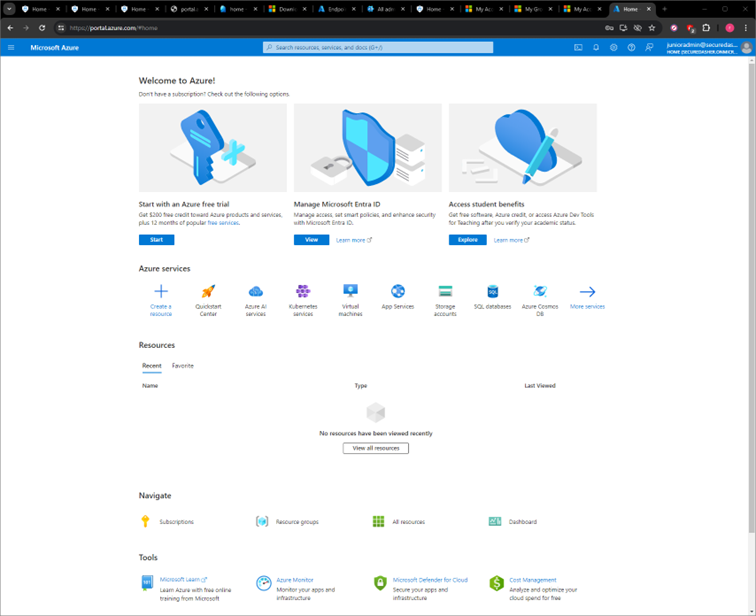 Home
Home
Home
portal-
home
Downl
Endpoin
All adm
Home
My Acc
My Gro
My Acc
Home
https://portal.azure.com/#home
Microsoft Azure
Search resources, services, and docs (G+/)
junioradmin@securedas...
Welcome to Azure!
Don't have a subscription? Check out the following options.
Start with an Azure free trial
Get $200 free credit toward Azure products and services,
plus 12 months of popular free services.
Start
Manage Microsoft Entra ID
Manage access, set smart policies, and enhance security
with Microsoft Entra ID.
View
Learn more
Access student benefits
Get free software, Azure credit, or access Azure Dev Tools
for Teaching after you verify your academic status.
Explore
Learn more
Azure services
Create a
resource
Quickstart
Center
Azure AI
services
Kubernetes
services
Virtual
machines
App Services
Storage
accounts
SQL
SQL databases
Azure Cosmos
DB
More services
Resources
Recent
Favorite
Name
Type
Last Viewed
No resources have been viewed recently
View all resources
Navigate
Subscriptions
Resource groups
All resources
Dashboard
Tools
Microsoft Learn
Learn Azure with free online
training from Microsoft
Azure Monitor
Monitor your apps and
infrastructure
Microsoft Defender for Cloud
Secure your apps and
infrastructure
Cost Management
Analyze and optimize your
cloud spend for free